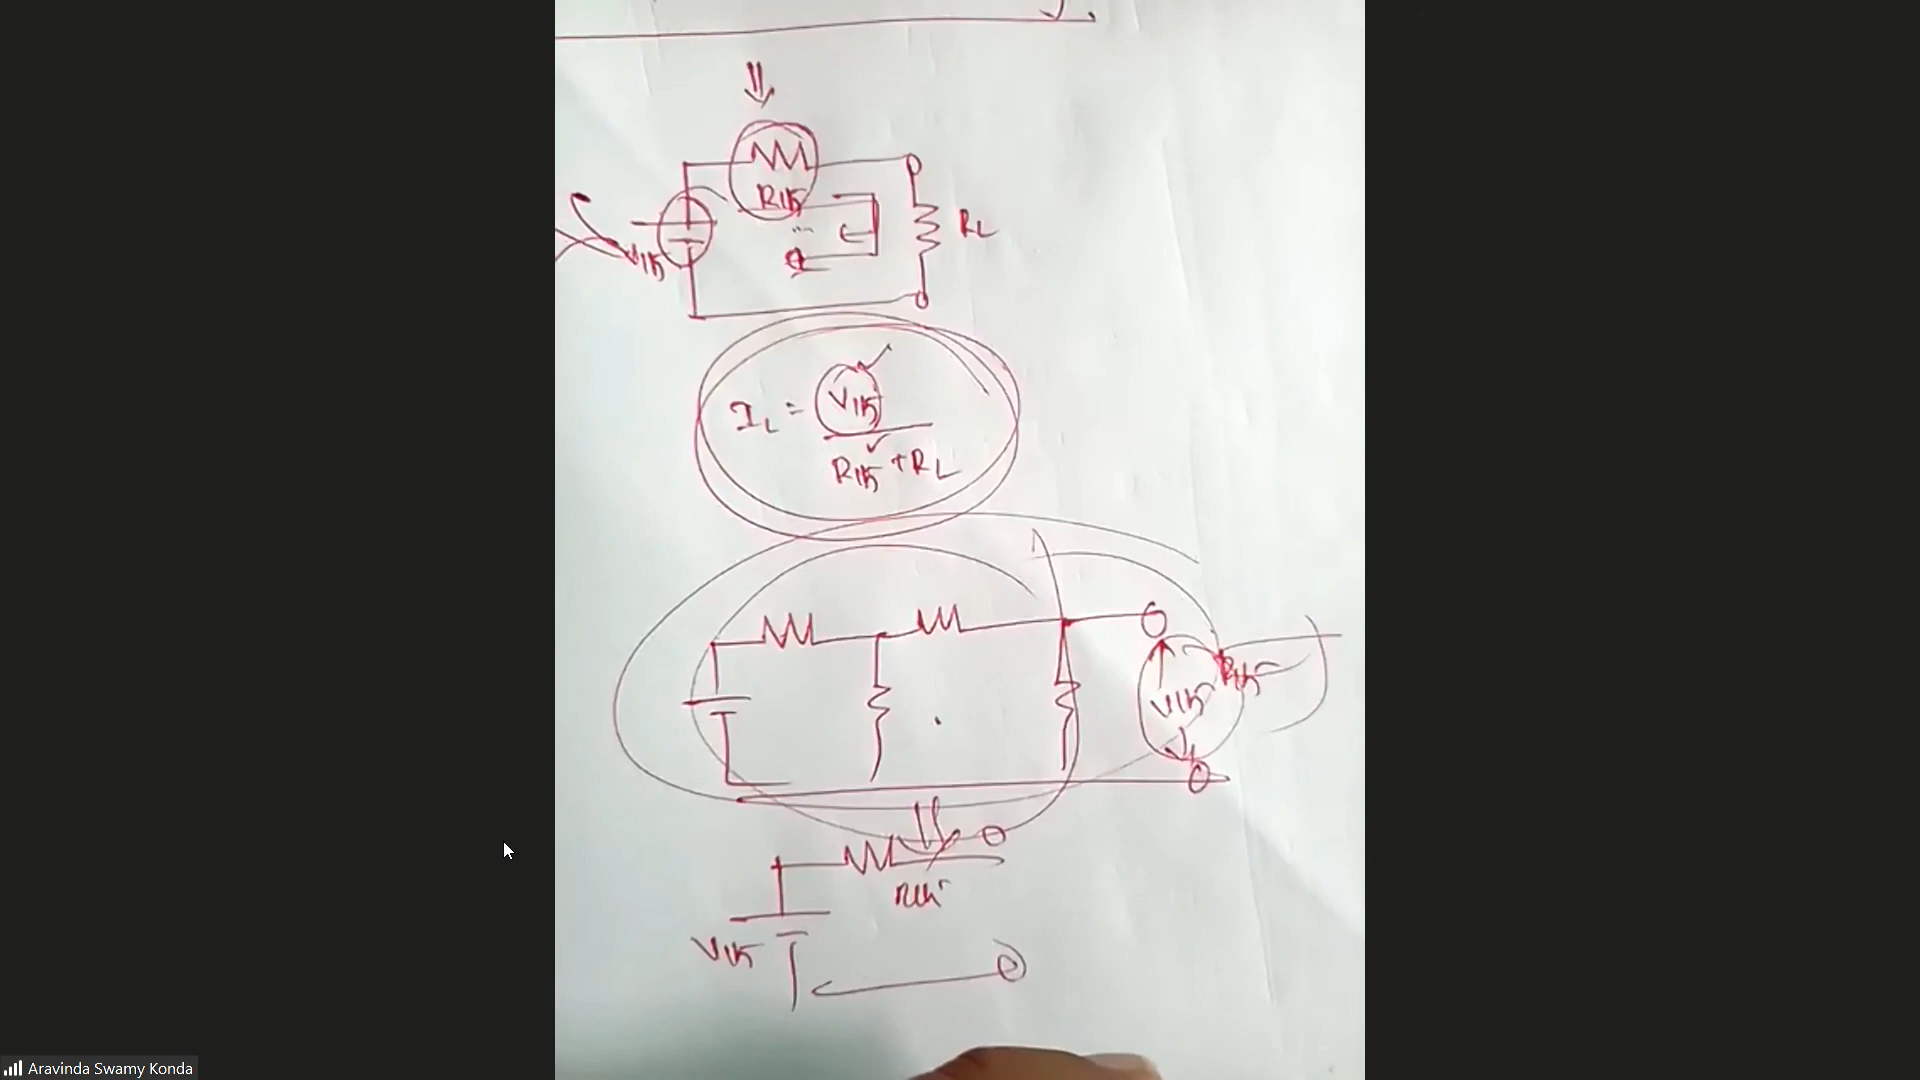 Rth
Vth
RL
IL = Vth
Rth + RL
Vth
Rth
Rth
Vth
Aravinda Swamy Konda